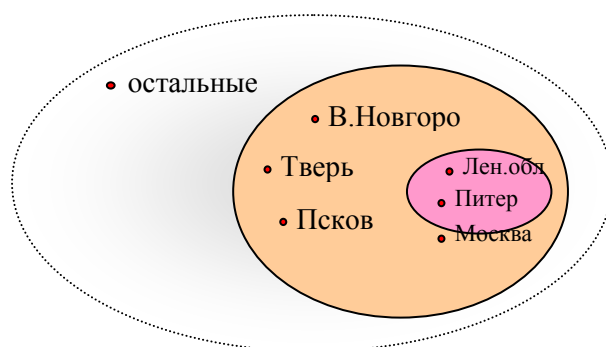 остальные
В.Новгоро
Тверь
Лен.обл
Питер
Псков
Москва